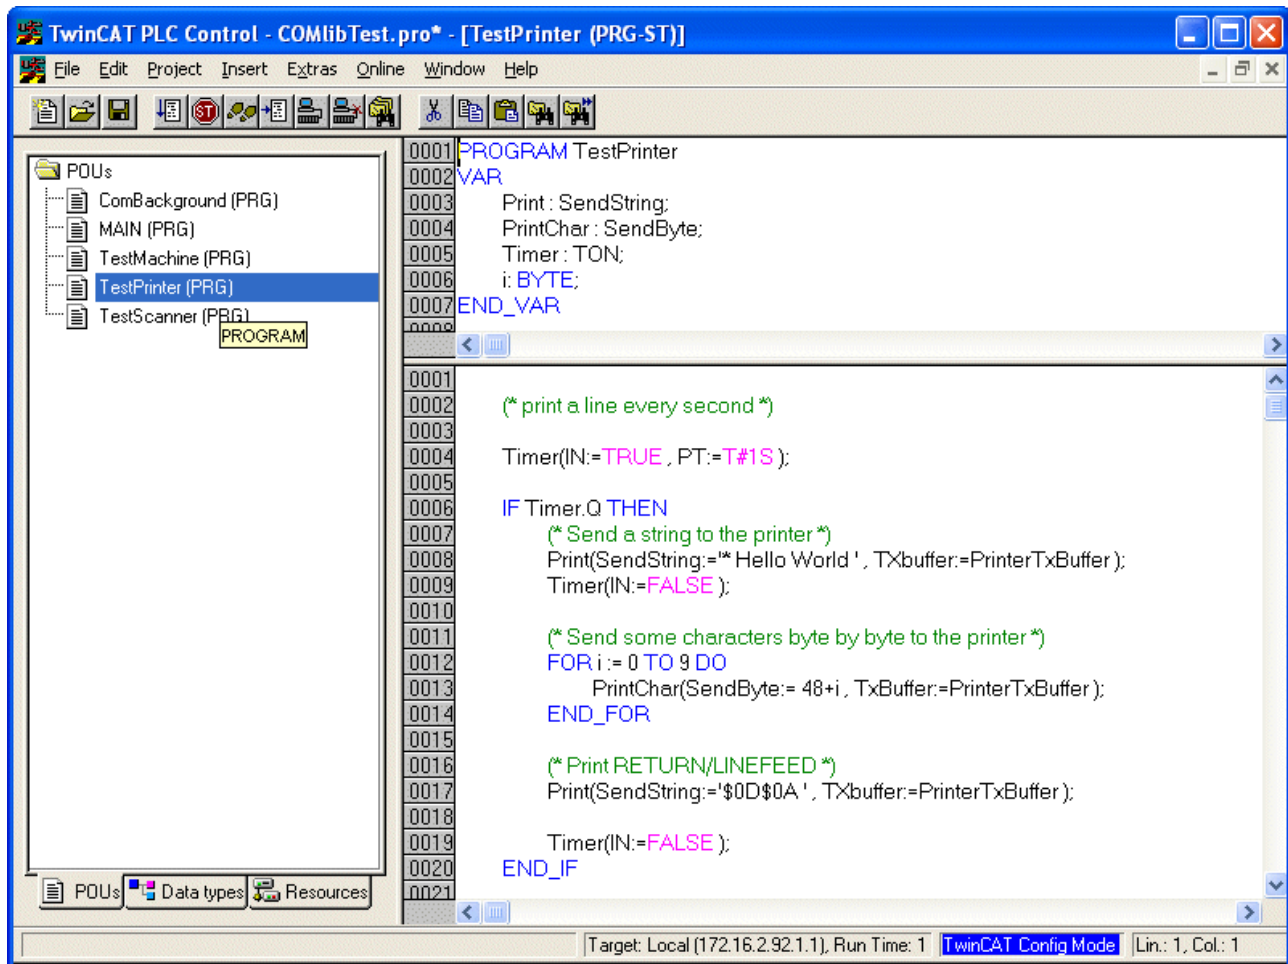 TwinCAT PLC Control - COMlibTest.pro* - [TestPrinter (PRG-ST)]
File Edit Project Insert Extras Online Window Help
POUs
ComBackground (PRG)
MAIN (PRG)
TestMachine (PRG)
TestPrinter (PRG)
TestScanner (PRG)
PROGRAM
POUs Data types Resources
0001 PROGRAM TestPrinter
0002 VAR
0003 Print : SendString;
0004 PrintChar : SendByte;
0005 Timer : TON;
0006 i: BYTE;
0007 END_VAR
0008
0001
0002 (* print a line every second *)
0003
0004 Timer(IN:=TRUE , PT:=T#1S );
0005
0006 IF Timer.Q THEN
0007 (* Send a string to the printer *)
0008 Print(SendString:='* Hello World ' , TXbuffer:=PrinterTxBuffer );
0009 Timer(IN:=FALSE );
0010
0011 (* Send some characters byte by byte to the printer *)
0012 FOR i := 0 TO 9 DO
0013 PrintChar(SendByte:= 48+i , TxBuffer:=PrinterTxBuffer );
0014 END_FOR
0015
0016 (* Print RETURN/LINEFEED *)
0017 Print(SendString:='$0D$0A ' , TXbuffer:=PrinterTxBuffer );
0018
0019 Timer(IN:=FALSE );
0020 END_IF
0021
Target: Local (172.16.2.92.1.1), Run Time: 1 TwinCAT Config Mode Lin.: 1, Col.: 1